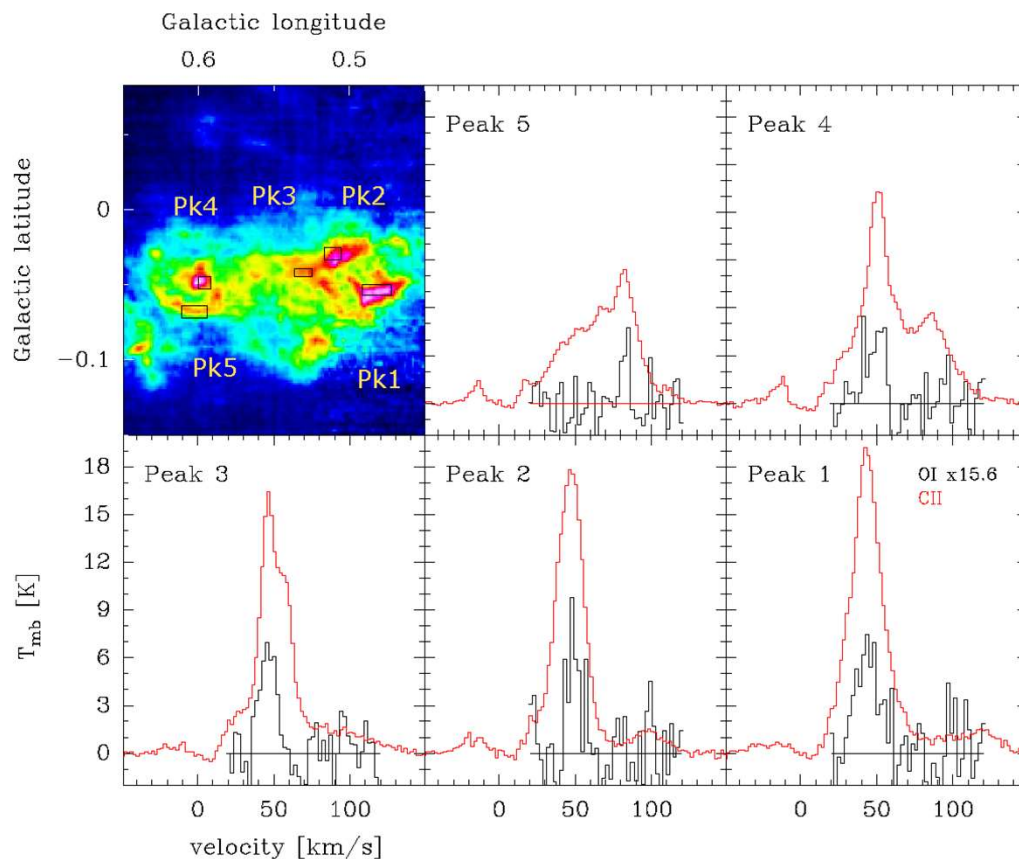 Galactic longitude
0.6 0.5
Galactic latitude
0
−0.1
Pk4
Pk3
Pk2
Pk5
Pk1
Peak 5
Peak 4
Peak 3
Peak 2
Peak 1
OI x15.6
CII
T_mb [K]
18
15
12
9
6
3
0
0 50 100
0 50 100
0 50 100
velocity [km/s]